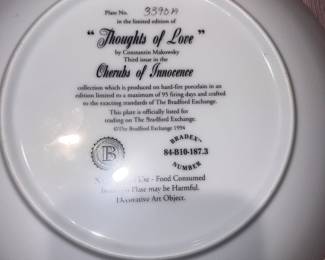 Plate No. 3390A
in the limited edition of
“Thoughts of Love”
by Constantin Makowsky
Third issue in the
Cherubs of Innocence
collection which is produced on hard-fire porcelain in an
edition limited to a maximum of 95 firing days and crafted
to the exacting standards of The Bradford Exchange.
This plate is officially listed for
trading on The Bradford Exchange.
©The Bradford Exchange 1994
B
BRADEX
84-B10-187.3
NUMBER
Use - Food Consumed
Plate may be Harmful.
Decorative Art Object.